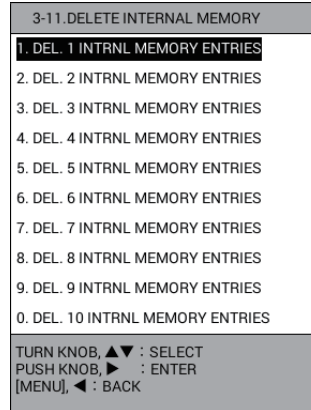 3-11.DELETE INTERNAL MEMORY
1. DEL. 1 INTRNL MEMORY ENTRIES
2. DEL. 2 INTRNL MEMORY ENTRIES
3. DEL. 3 INTRNL MEMORY ENTRIES
4. DEL. 4 INTRNL MEMORY ENTRIES
5. DEL. 5 INTRNL MEMORY ENTRIES
6. DEL. 6 INTRNL MEMORY ENTRIES
7. DEL. 7 INTRNL MEMORY ENTRIES
8. DEL. 8 INTRNL MEMORY ENTRIES
9. DEL. 9 INTRNL MEMORY ENTRIES
0. DEL. 10 INTRNL MEMORY ENTRIES
TURN KNOB, ▲▼ : SELECT
PUSH KNOB, ▶ : ENTER
[MENU], ◀ : BACK